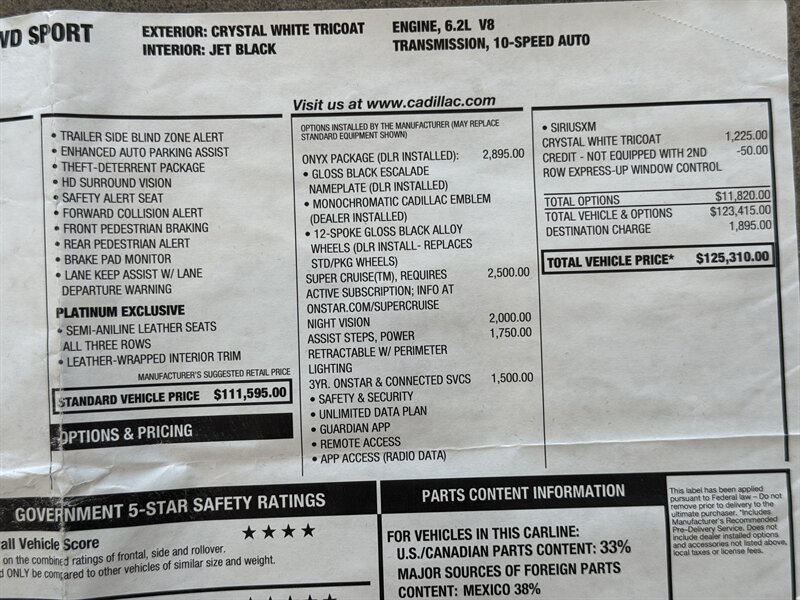 WD SPORT
EXTERIOR: CRYSTAL WHITE TRICOAT
INTERIOR: JET BLACK
ENGINE, 6.2L V8
TRANSMISSION, 10-SPEED AUTO
Visit us at www.cadillac.com
• TRAILER SIDE BLIND ZONE ALERT
• ENHANCED AUTO PARKING ASSIST
• THEFT-DETERRENT PACKAGE
• HD SURROUND VISION
• SAFETY ALERT SEAT
• FORWARD COLLISION ALERT
• FRONT PEDESTRIAN BRAKING
• REAR PEDESTRIAN ALERT
• BRAKE PAD MONITOR
• LANE KEEP ASSIST W/ LANE
DEPARTURE WARNING
PLATINUM EXCLUSIVE
• SEMI-ANILINE LEATHER SEATS
ALL THREE ROWS
• LEATHER-WRAPPED INTERIOR TRIM
MANUFACTURER'S SUGGESTED RETAIL PRICE
STANDARD VEHICLE PRICE $111,595.00
OPTIONS & PRICING
OPTIONS INSTALLED BY THE MANUFACTURER (MAY REPLACE
STANDARD EQUIPMENT SHOWN)
ONYX PACKAGE (DLR INSTALLED): 2,895.00
• GLOSS BLACK ESCALADE
NAMEPLATE (DLR INSTALLED)
• MONOCHROMATIC CADILLAC EMBLEM
(DEALER INSTALLED)
• 12-SPOKE GLOSS BLACK ALLOY
WHEELS (DLR INSTALL- REPLACES
STD/PKG WHEELS)
SUPER CRUISE(TM), REQUIRES 2,500.00
ACTIVE SUBSCRIPTION; INFO AT
ONSTAR.COM/SUPERCRUISE
NIGHT VISION 2,000.00
ASSIST STEPS, POWER 1,750.00
RETRACTABLE W/ PERIMETER
LIGHTING
3YR. ONSTAR & CONNECTED SVCS 1,500.00
• SAFETY & SECURITY
• UNLIMITED DATA PLAN
• GUARDIAN APP
• REMOTE ACCESS
• APP ACCESS (RADIO DATA)
• SIRIUSXM
CRYSTAL WHITE TRICOAT 1,225.00
CREDIT - NOT EQUIPPED WITH 2ND -50.00
ROW EXPRESS-UP WINDOW CONTROL
TOTAL OPTIONS $11,820.00
TOTAL VEHICLE & OPTIONS $123,415.00
DESTINATION CHARGE 1,895.00
TOTAL VEHICLE PRICE* $125,310.00
GOVERNMENT 5-STAR SAFETY RATINGS
all Vehicle Score ★★★★
on the combined ratings of frontal, side and rollover.
ONLY be compared to other vehicles of similar size and weight.
PARTS CONTENT INFORMATION
FOR VEHICLES IN THIS CARLINE:
U.S./CANADIAN PARTS CONTENT: 33%
MAJOR SOURCES OF FOREIGN PARTS
CONTENT: MEXICO 38%
This label has been applied
pursuant to Federal law – Do not
remove prior to delivery to the
ultimate purchaser. *Includes
Manufacturer's Recommended
Pre-Delivery Service. Does not
include dealer installed options
and accessories not listed above,
local taxes or license fees.